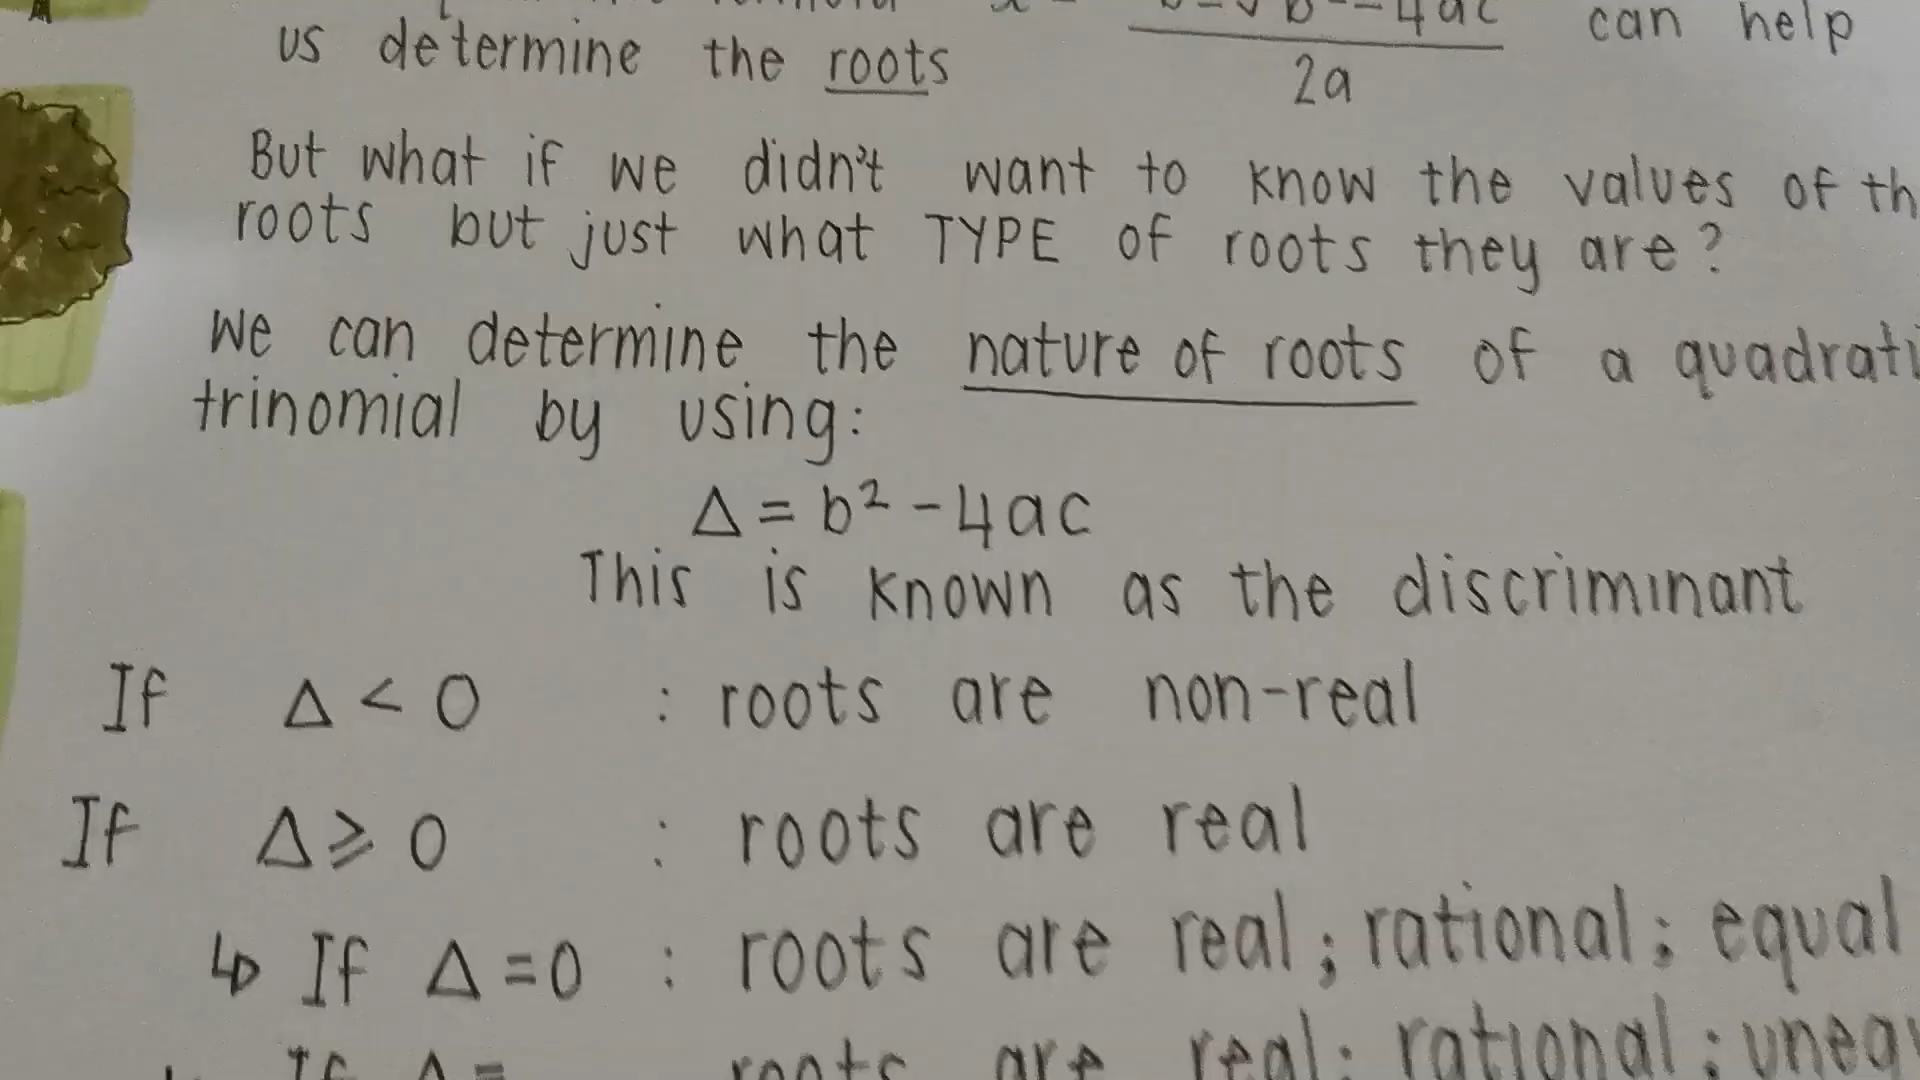 can help
us determine the roots
2a
But what if we didn't want to know the values of
roots but just what TYPE of roots they are?
We can determine the nature of roots of a
trinomial by using:
Δ = b² - 4ac
This is known as the discriminant
If Δ < 0 : roots are non-real
If Δ ⩾ 0 : roots are real
↳ If Δ = 0 : roots are real; rational; equal
If Δ = roots are real; rational;